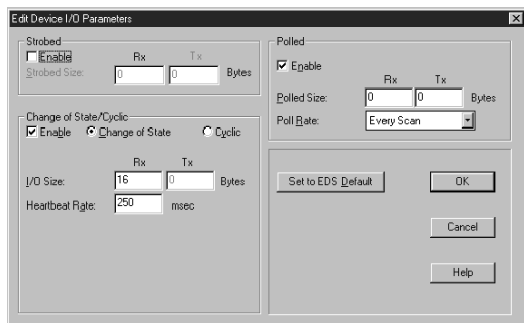 Edit Device I/O Parameters
Strobed
Enable
Rx Tx
Strobed Size: 0 0 Bytes
Change of State/Cyclic
Enable Change of State Cyclic
Rx Tx
I/O Size: 16 0 Bytes
Heartbeat Rate: 250 msec
Polled
Enable
Rx Tx
Polled Size: 0 0 Bytes
Poll Rate: Every Scan
Set to EDS Default
OK
Cancel
Help